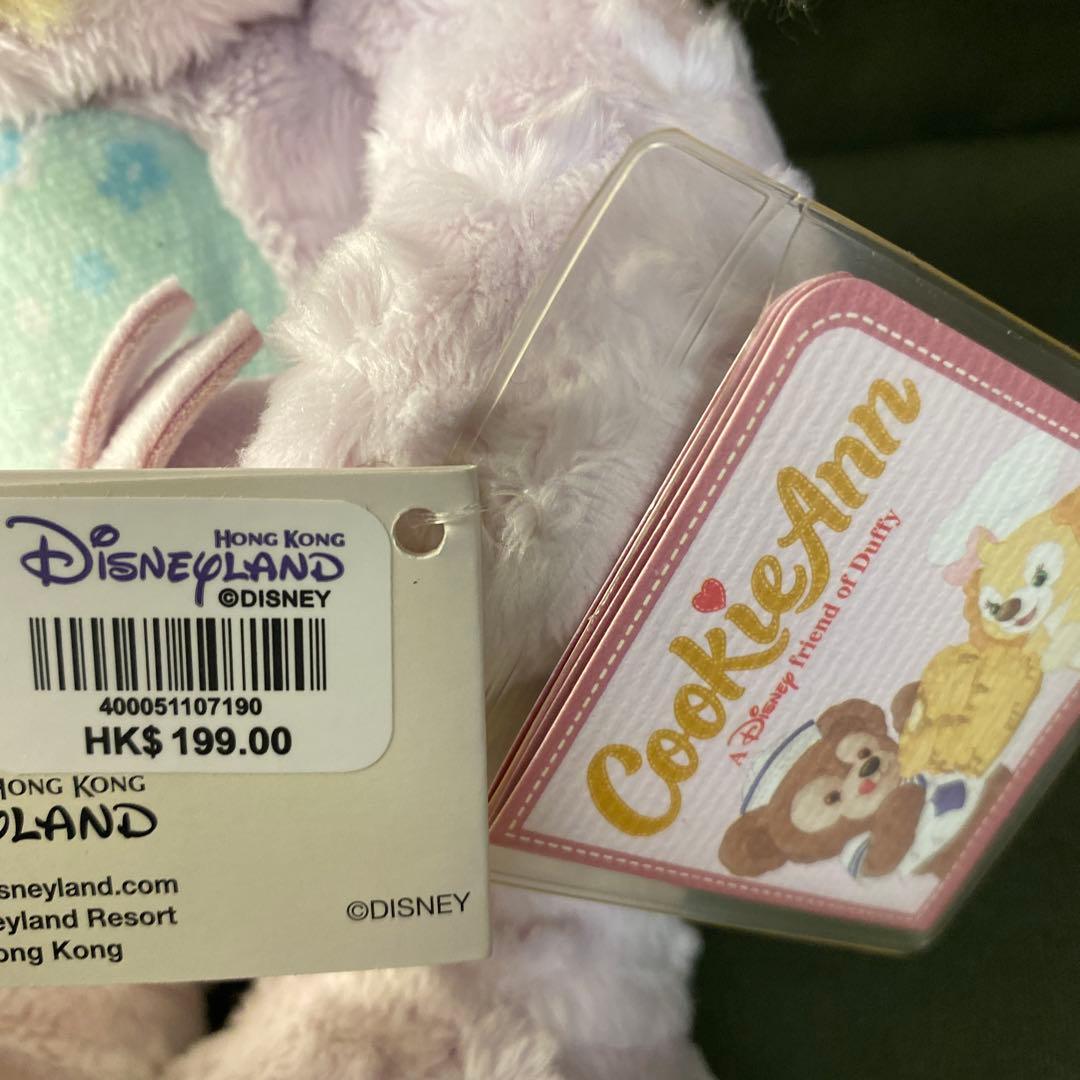 HONG KONG
DISNEYLAND
©DISNEY
400051107190
HK$ 199.00
HONG KONG
©DISNEY
ong Kong
eyland Resort
sneyland.com
CookieAnn
A Disney friend of Duffy